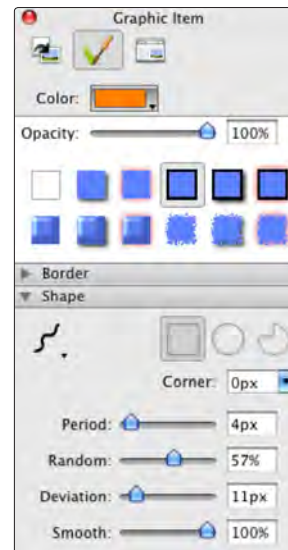 Graphic Item
Color:
Opacity: 100%
Border
Shape
Corner: 0px
Period: 4px
Random: 57%
Deviation: 11px
Smooth: 100%